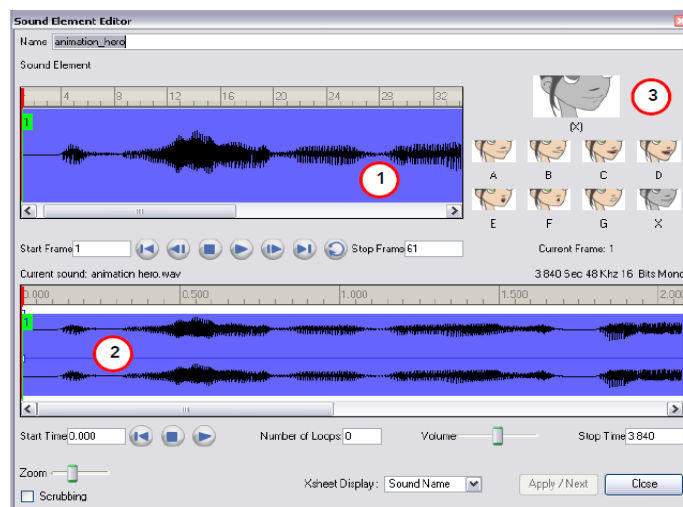 Sound Element Editor
Name animation_hero
Sound Element
4 8 12 16 20 24 28 32
1
1
3
(X)
A B C D
E F G X
Start Frame 1 Stop Frame 61 Current Frame: 1
Current sound: animation hero.wav 3.840 Sec 48 Khz 16 Bits Mono
0.000 0.500 1.000 1.500 2.000
1
2
Start Time 0.000 Number of Loops 0 Volume Stop Time 3.840
Zoom
Scrubbing
Xsheet Display: Sound Name Apply / Next Close